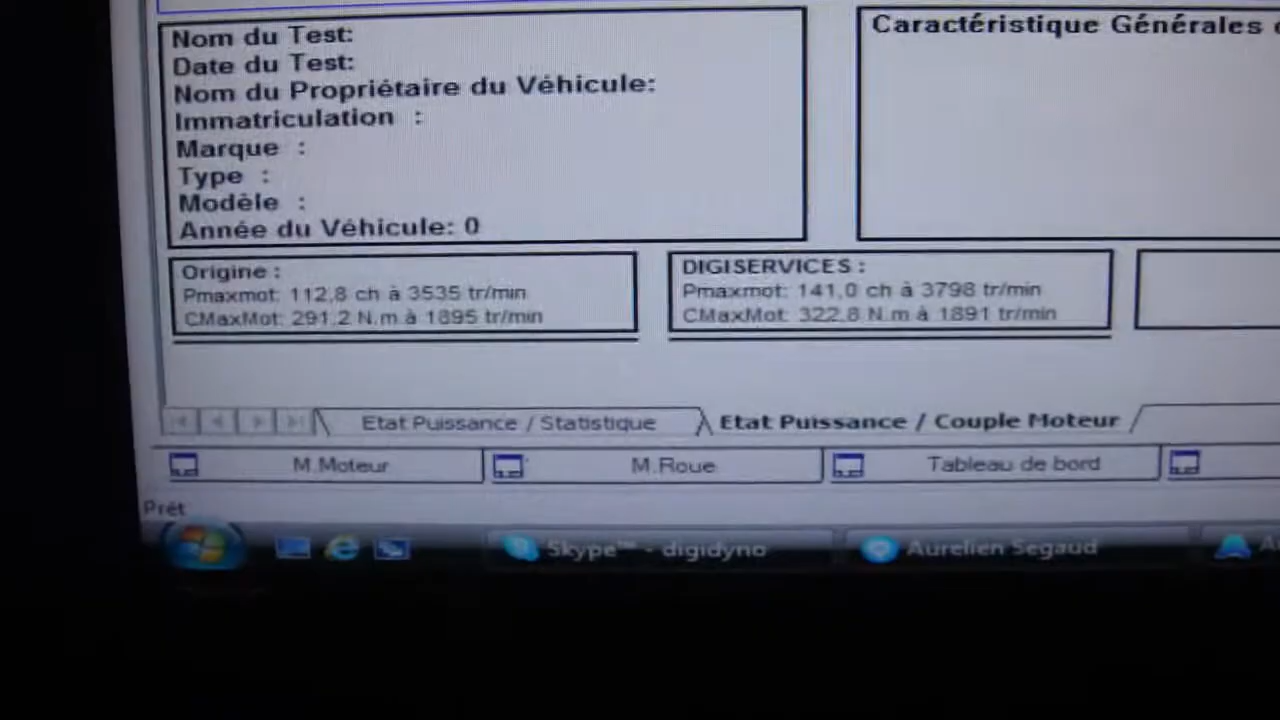 Nom du Test:
Date du Test:
Nom du Propriétaire du Véhicule:
Immatriculation :
Marque :
Type :
Modèle :
Année du Véhicule: 0
Caractéristique Générales
Origine :
Pmaxmot: 112,8 ch à 3535 tr/min
CMaxMot: 291,2 N.m à 1895 tr/min
DIGISERVICES :
Pmaxmot: 141,0 ch à 3798 tr/min
CMaxMot: 322,8 N.m à 1891 tr/min
Etat Puissance / Statistique
Etat Puissance / Couple Moteur
M.Moteur
M.Roue
Tableau de bord
Prêt
Skype™ - digidyno
Aurelien Segaud